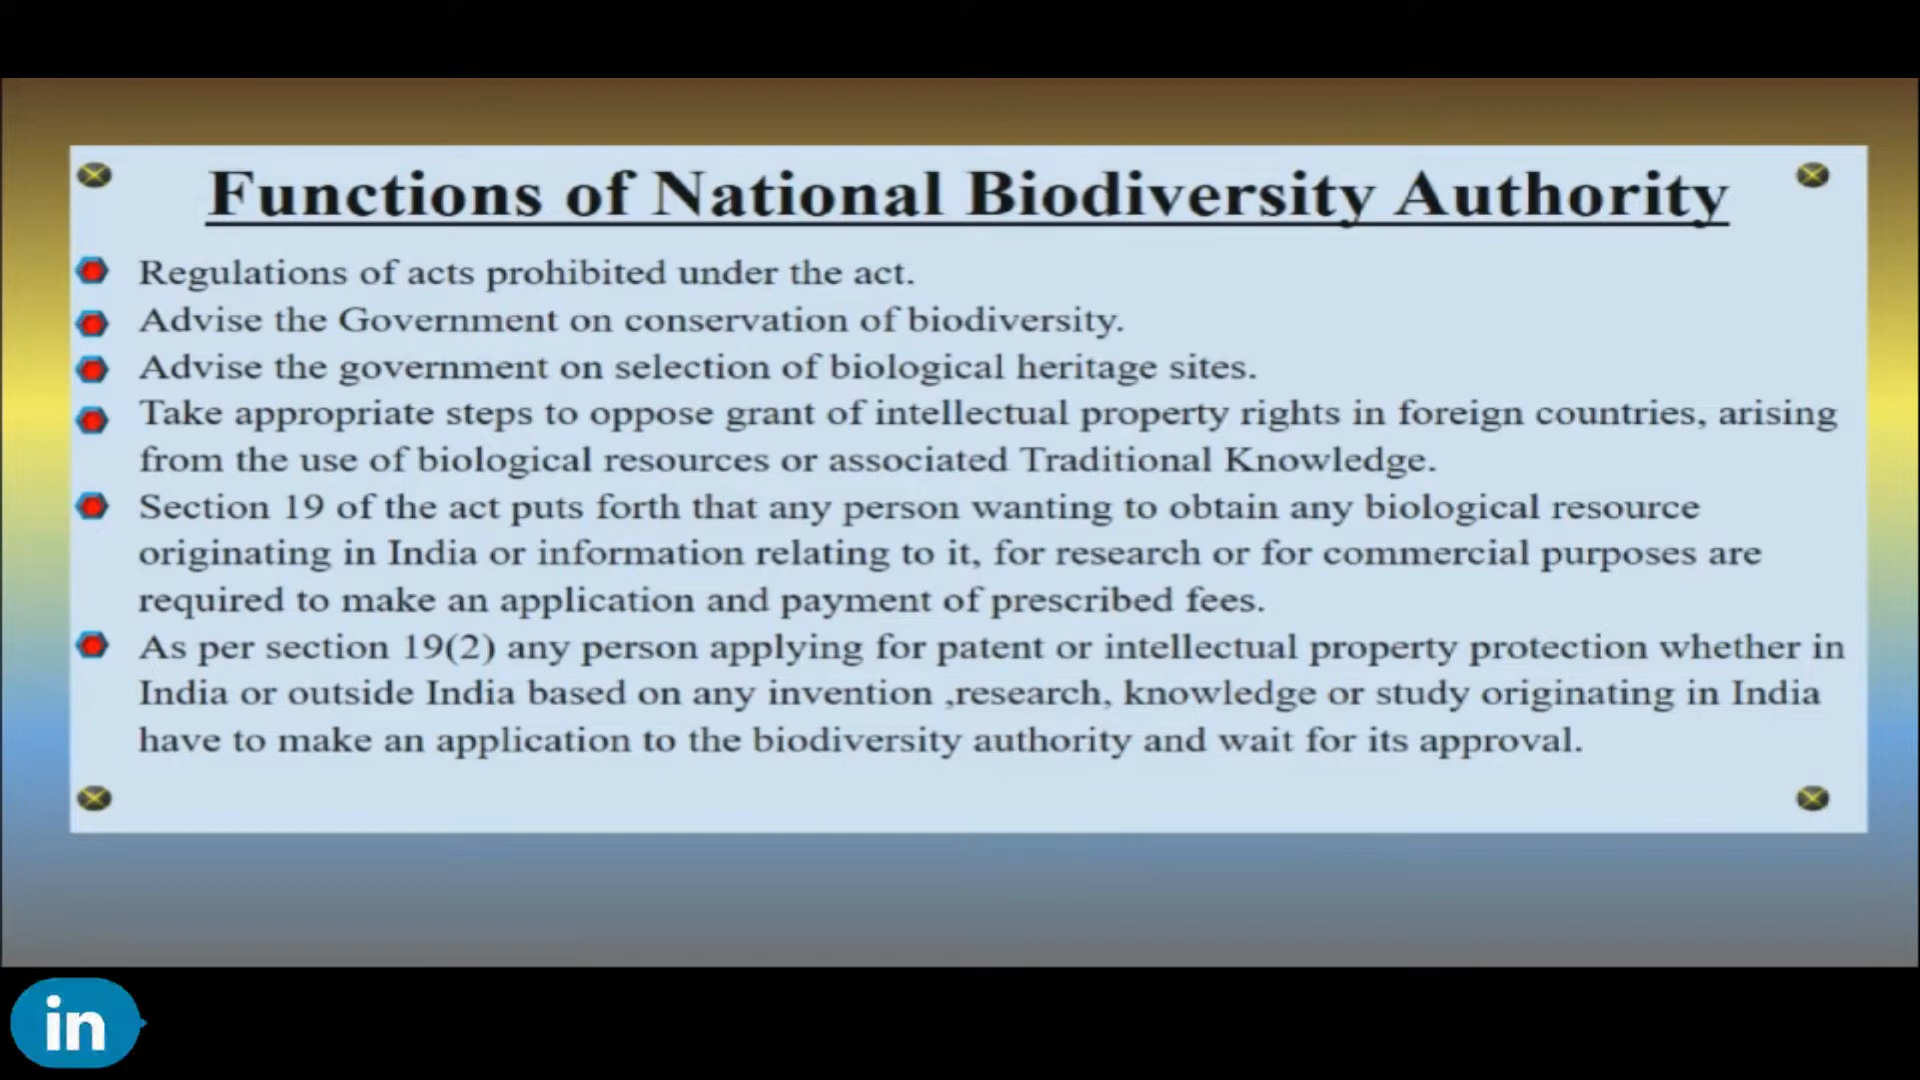 Functions of National Biodiversity Authority
Regulations of acts prohibited under the act.
Advise the Government on conservation of biodiversity.
Advise the government on selection of biological heritage sites.
Take appropriate steps to oppose grant of intellectual property rights in foreign countries, arising
from the use of biological resources or associated Traditional Knowledge.
Section 19 of the act puts forth that any person wanting to obtain any biological resource
originating in India or information relating to it, for research or for commercial purposes are
required to make an application and payment of prescribed fees.
As per section 19(2) any person applying for patent or intellectual property protection whether in
India or outside India based on any invention ,research, knowledge or study originating in India
have to make an application to the biodiversity authority and wait for its approval.
in